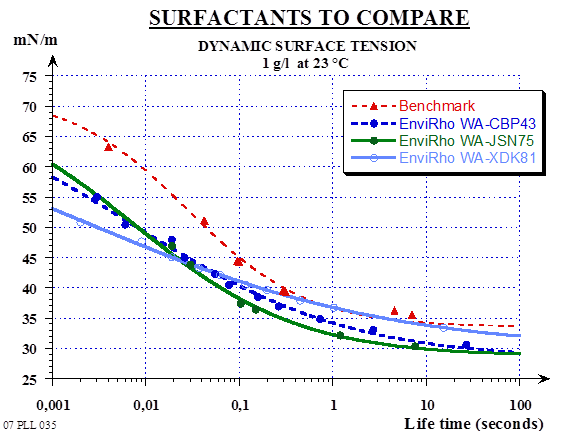 SURFACTANTS TO COMPARE
mN/m
DYNAMIC SURFACE TENSION
1 g/l at 23 °C
75
70
65
60
55
50
45
40
35
30
25
Benchmark
EnviRho WA-CBP43
EnviRho WA-JSN75
EnviRho WA-XDK81
0,001 0,01 0,1 1 10 100
07 PLL 035
Life time (seconds)